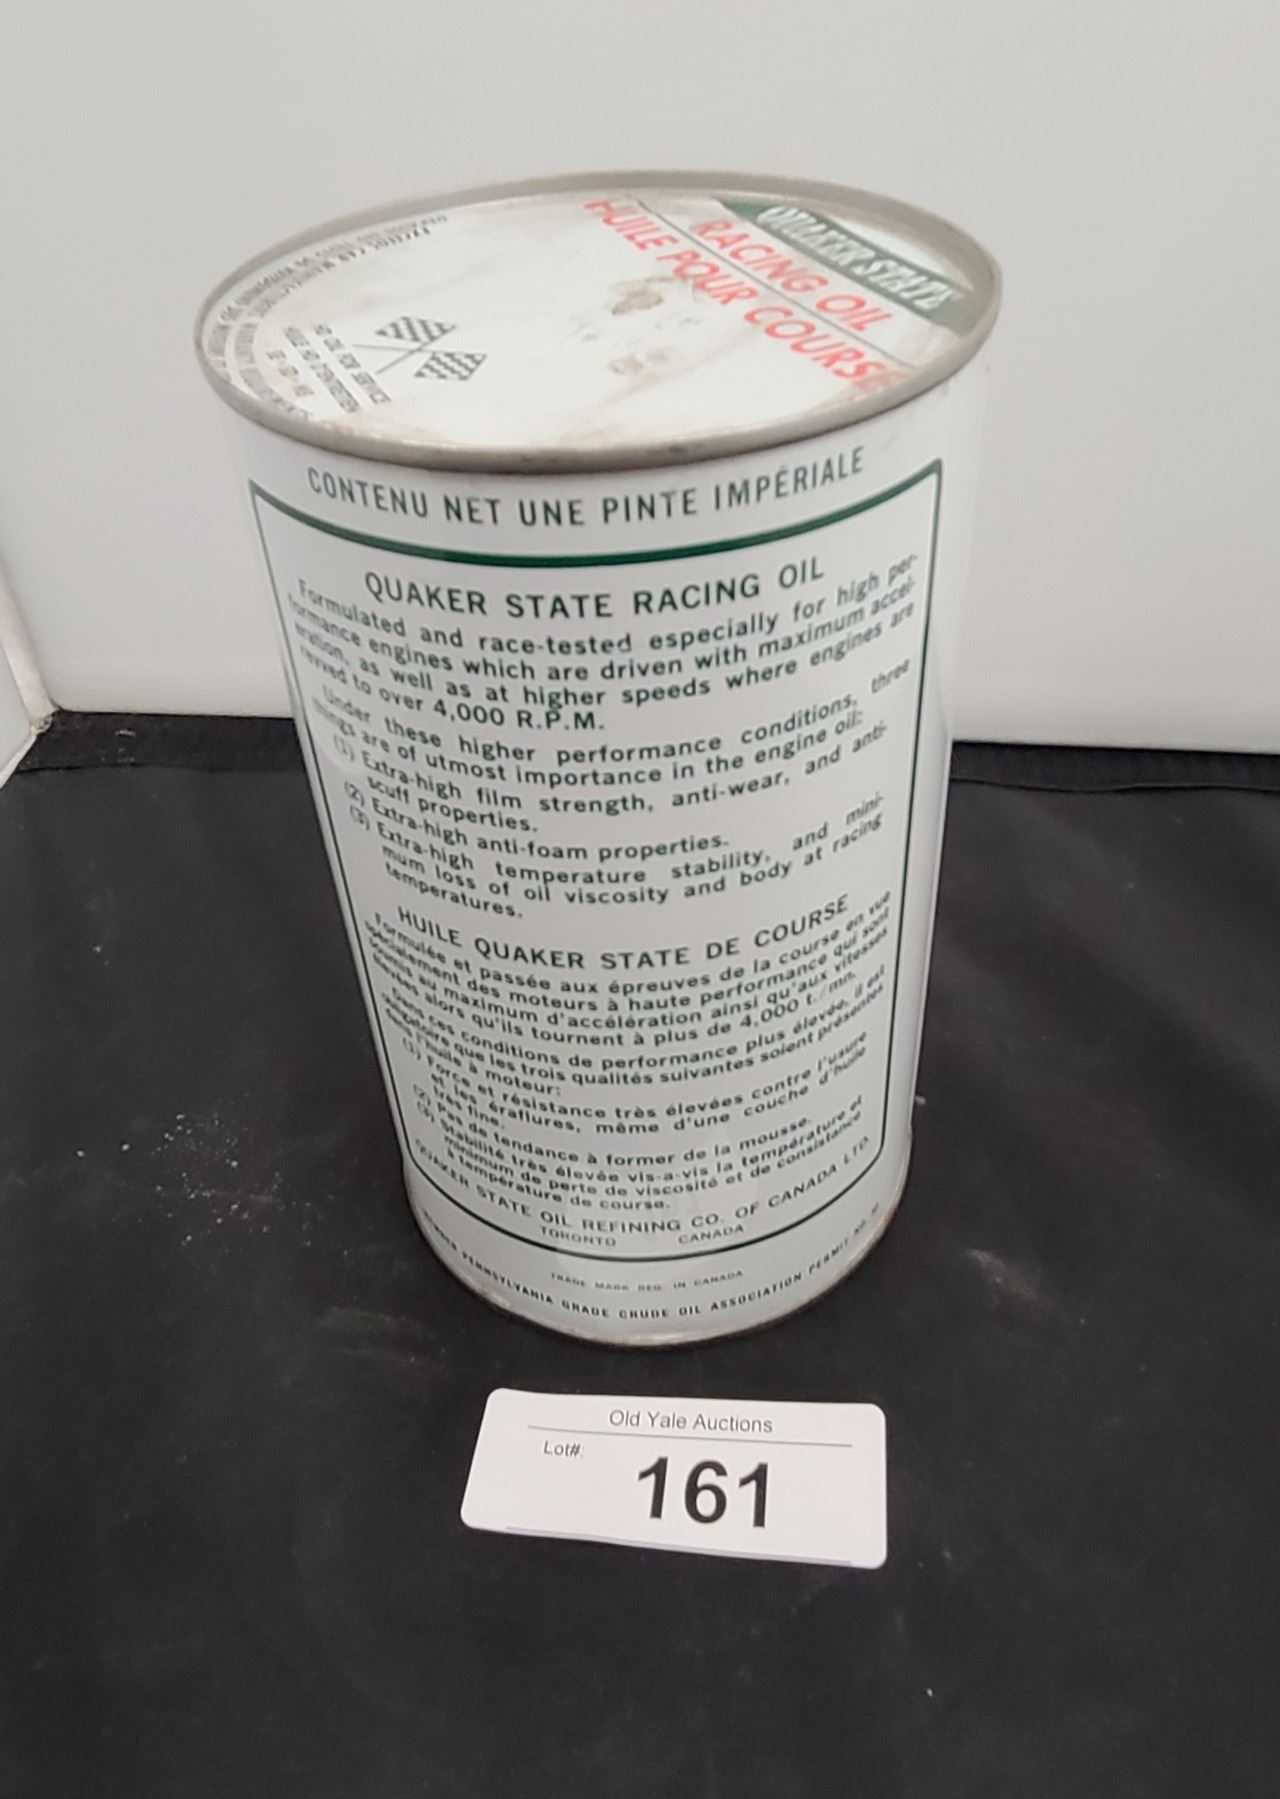 QUAKER STATE
RACING OIL
HUILE POUR COURSE
HD OIL FOR SERVICE
HUILE HD D'ENTRETIEN
CONTENU NET UNE PINTE IMPÉRIALE
QUAKER STATE RACING OIL
Formulated and race-tested especially for high per-
formance engines which are driven with maximum accel-
eration, as well as at higher speeds where engines are
revved to over 4,000 R.P.M.
Under these higher performance conditions, three
things are of utmost importance in the engine oil:
(1) Extra-high film strength, anti-wear, and anti-
scuff properties.
(2) Extra-high anti-foam properties.
(3) Extra-high temperature stability, and mini-
mum loss of oil viscosity and body at racing
temperatures.
HUILE QUAKER STATE DE COURSE
Formulée et passée aux épreuves de la course en vue
spécialement des moteurs à haute performance qui sont
soumis au maximum d'accélération ainsi qu'aux vitesses
élevées alors qu'ils tournent à plus de 4,000 t./mn.
Dans ces conditions de performance plus élevée, il est
obligatoire que les trois qualités suivantes soient présentes
dans l'huile à moteur:
(1) Force et résistance très élevées contre l'usure
et les éraflures, même d'une couche d'huile
très fine.
(2) Pas de tendance à former de la mousse.
(3) Stabilité très élevée vis-a-vis la température et
minimum de perte de viscosité et de consistance
à température de course.
QUAKER STATE OIL REFINING CO. OF CANADA LTD.
TORONTO CANADA
TRADE MARK REG. IN CANADA
MEMBER PENNSYLVANIA GRADE CRUDE OIL ASSOCIATION PERMIT NO.
Old Yale Auctions
Lot#:
161